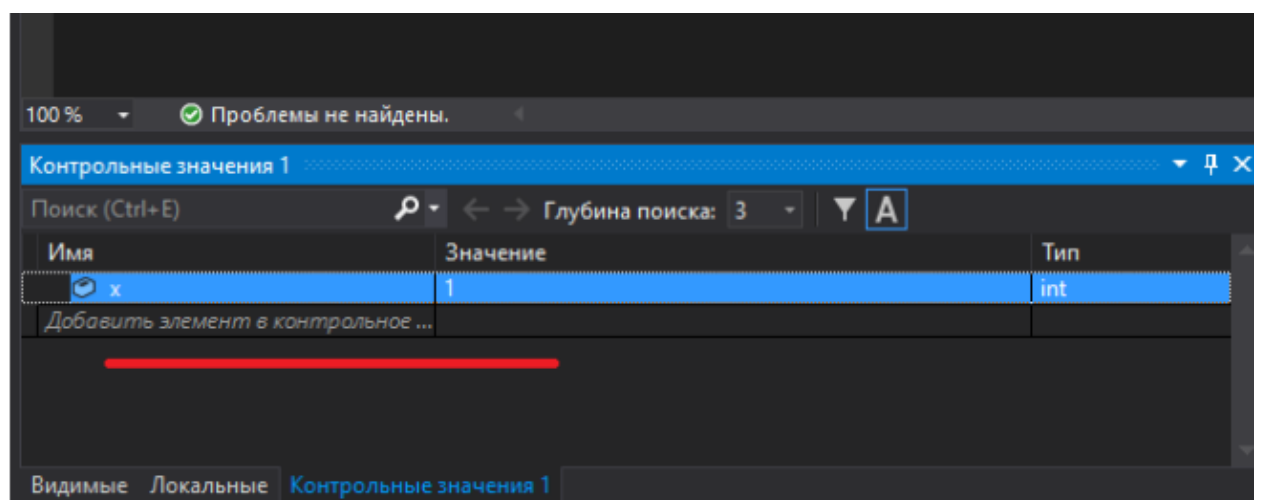 100 % Проблемы не найдены.
Контрольные значения 1
Поиск (Ctrl+E) Глубина поиска: 3 A
Имя Значение Тип
x 1 int
Добавить элемент в контрольное ...
Видимые Локальные Контрольные значения 1